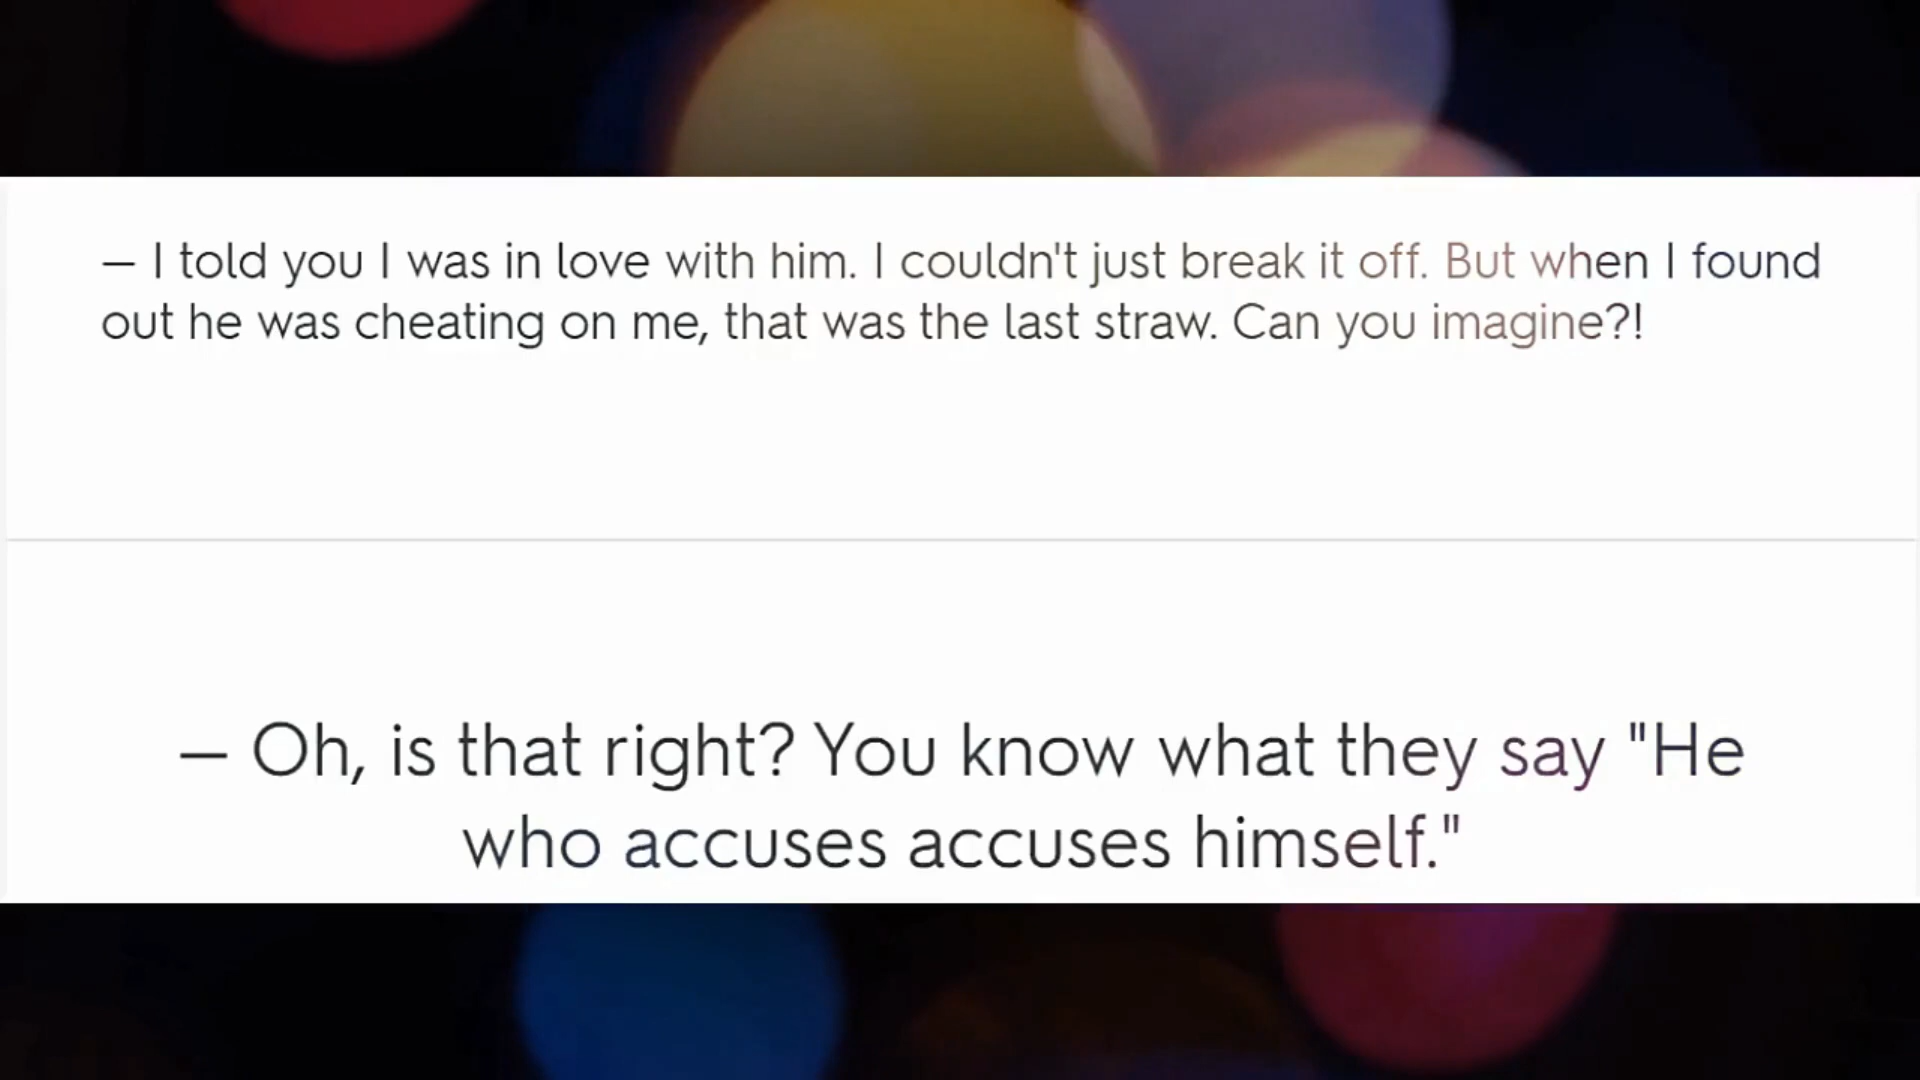 – I told you I was in love with him. I couldn't just break it off. But when I found
out he was cheating on me, that was the last straw. Can you imagine?!
– Oh, is that right? You know what they say "He
who accuses accuses himself."